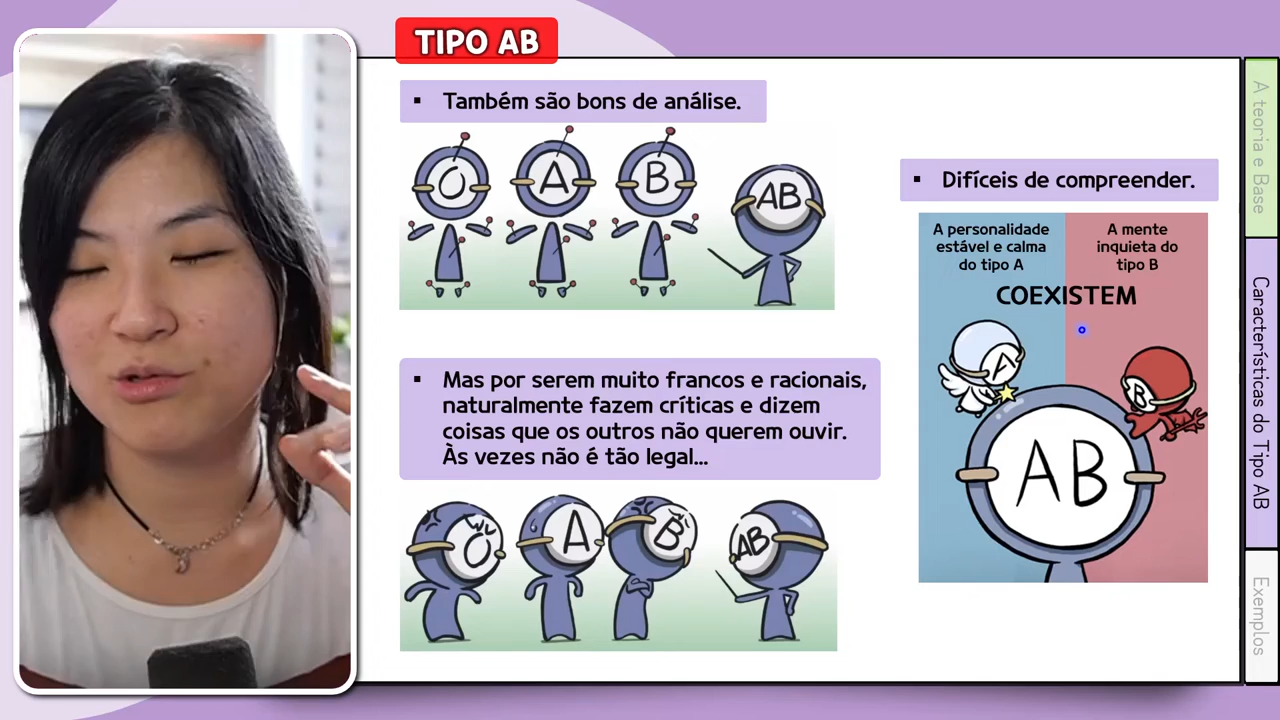 TIPO AB
▪ Também são bons de análise.
O
A
B
AB
▪ Mas por serem muito francos e racionais,
naturalmente fazem críticas e dizem
coisas que os outros não querem ouvir.
Às vezes não é tão legal...
O
A
B
AB
▪ Difíceis de compreender.
A personalidade
estável e calma
do tipo A
A mente
inquieta do
tipo B
COEXISTEM
A
B
AB
A teoria e Base
Características do Tipo AB
Exemplos